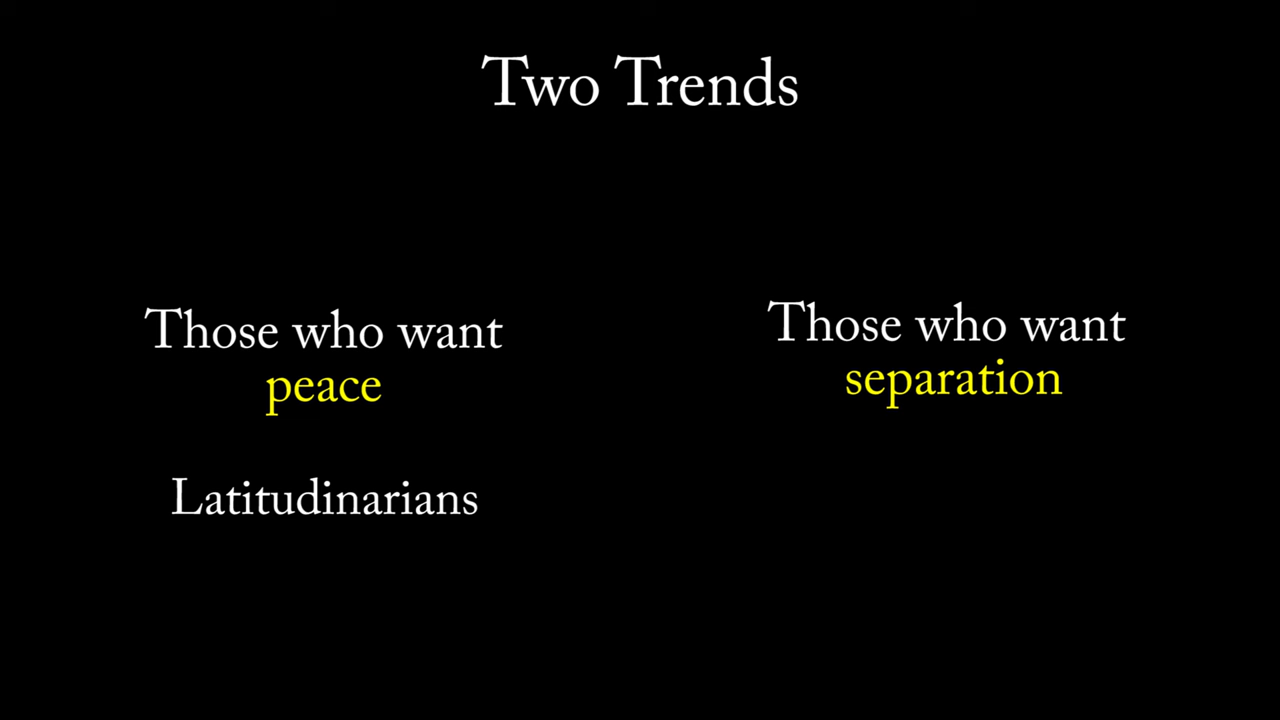 Two Trends
Those who want
peace
Latitudinarians
Those who want
separation